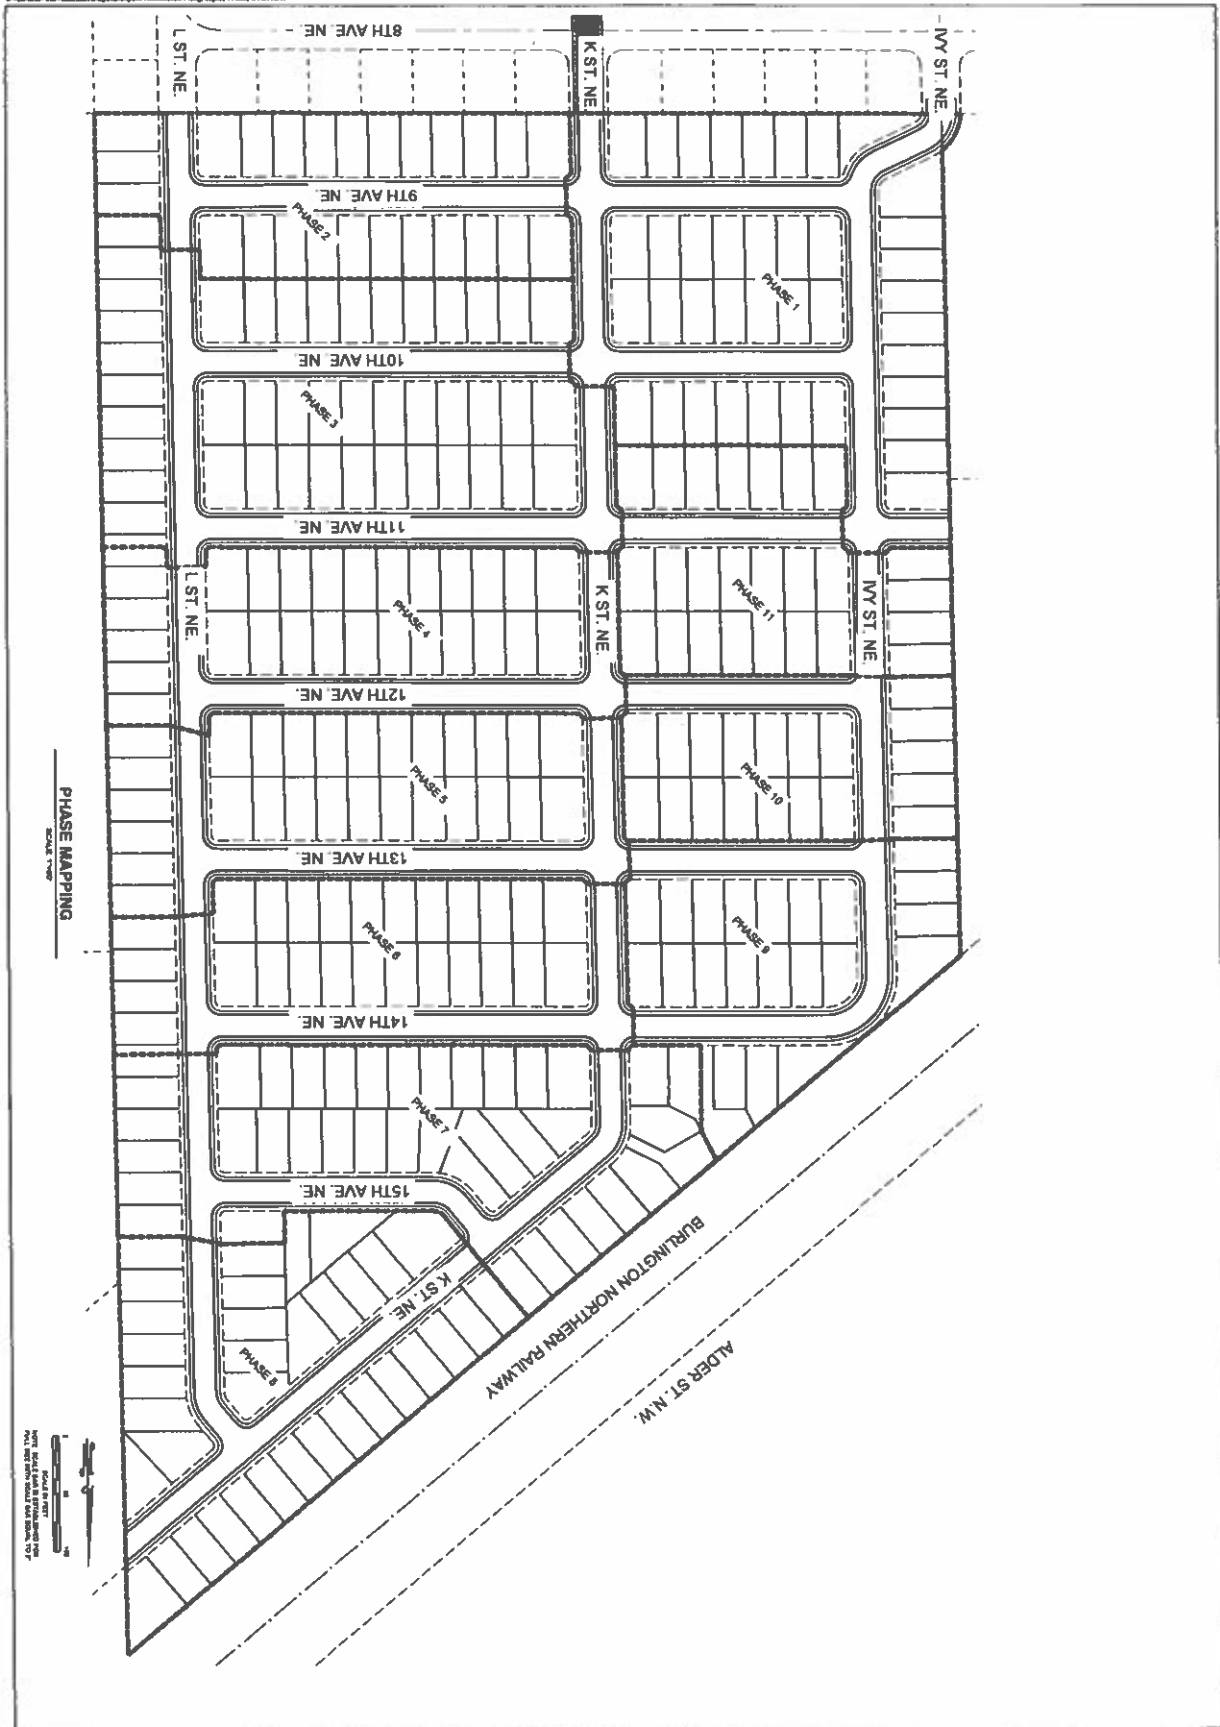 8TH AVE. NE.
L ST. NE.
K ST. NE.
IVY ST. NE.
9TH AVE. NE.
PHASE 2
PHASE 1
10TH AVE. NE
PHASE 3
11TH AVE. NE.
L ST. NE.
PHASE 4
K ST. NE.
PHASE 11
IVY ST. NE.
12TH AVE. NE.
PHASE 5
PHASE 10
PHASE MAPPING
13TH AVE. NE.
PHASE 6
PHASE 9
14TH AVE. NE.
PHASE 7
15TH AVE. NE.
K ST. NE.
PHASE 8
BURLINGTON NORTHERN RAILWAY
ALDER ST. N.W.
SCALE IN FEET